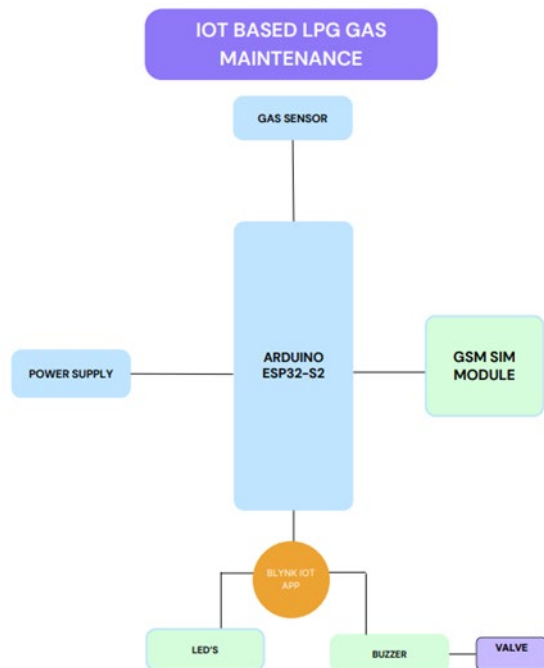 IOT BASED LPG GAS
MAINTENANCE
GAS SENSOR
POWER SUPPLY
ARDUINO
ESP32-S2
GSM SIM
MODULE
BLYNK IOT
APP
LED'S
BUZZER
VALVE